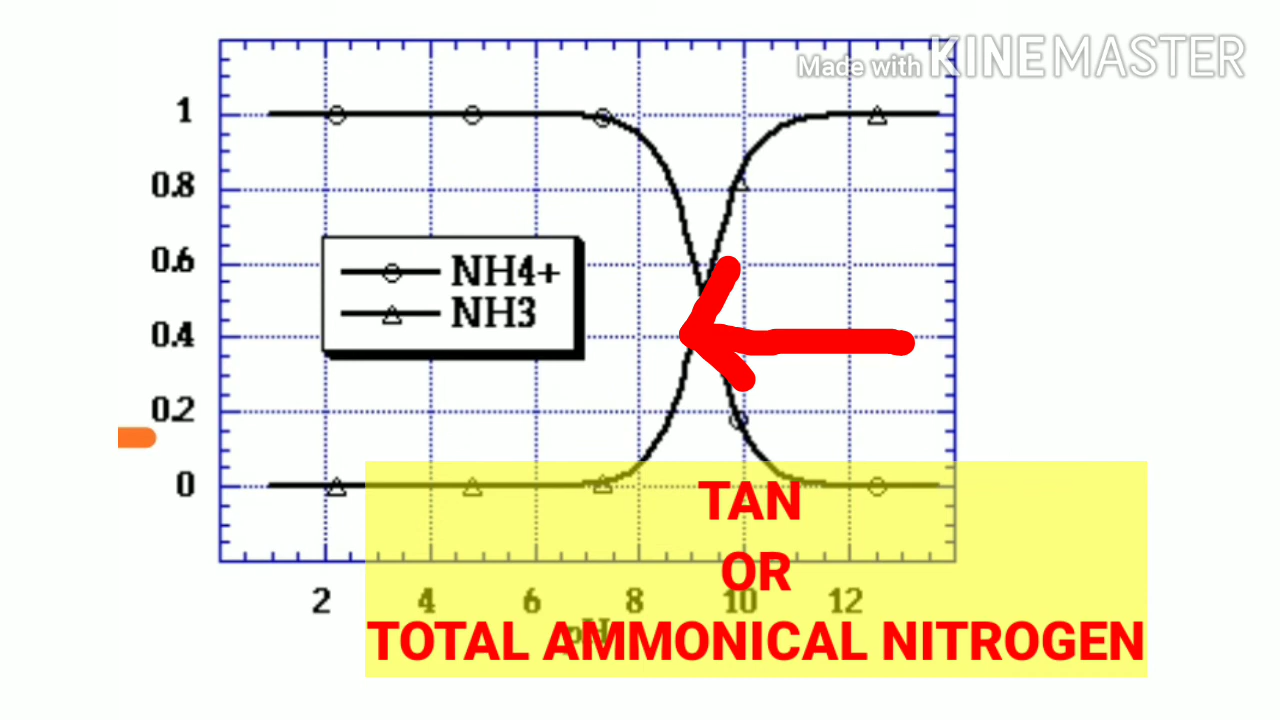 Made with KINEMASTER
1
0.8
0.6
0.4
0.2
0
NH4+
NH3
2 4 6 8 10 12
pH
TAN
OR
TOTAL AMMONICAL NITROGEN